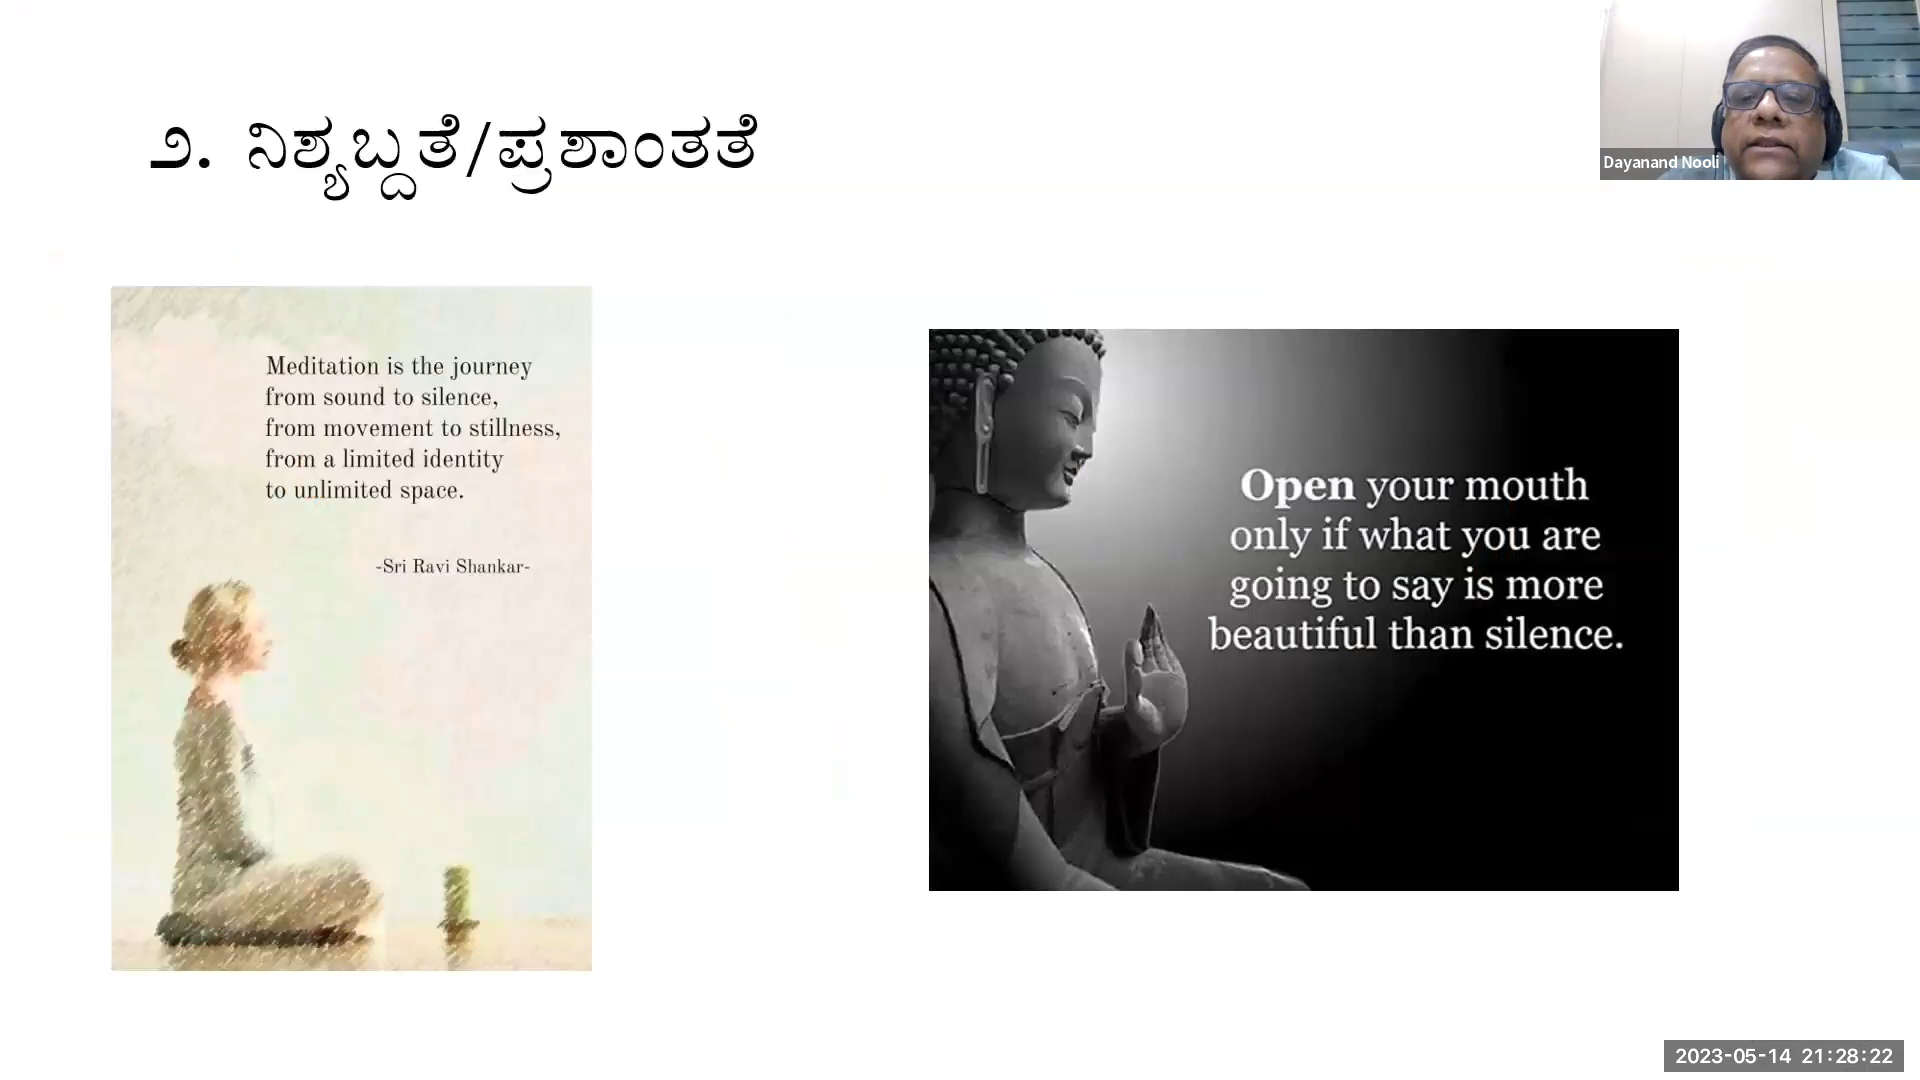 ೨. ನಿಶ್ಯಬ್ದತೆ/ಪ್ರಶಾಂತತೆ
Dayanand Nooli
Meditation is the journey
from sound to silence,
from movement to stillness,
from a limited identity
to unlimited space.
-Sri Ravi Shankar-
Open your mouth
only if what you are
going to say is more
beautiful than silence.
2023-05-14 21:28:22